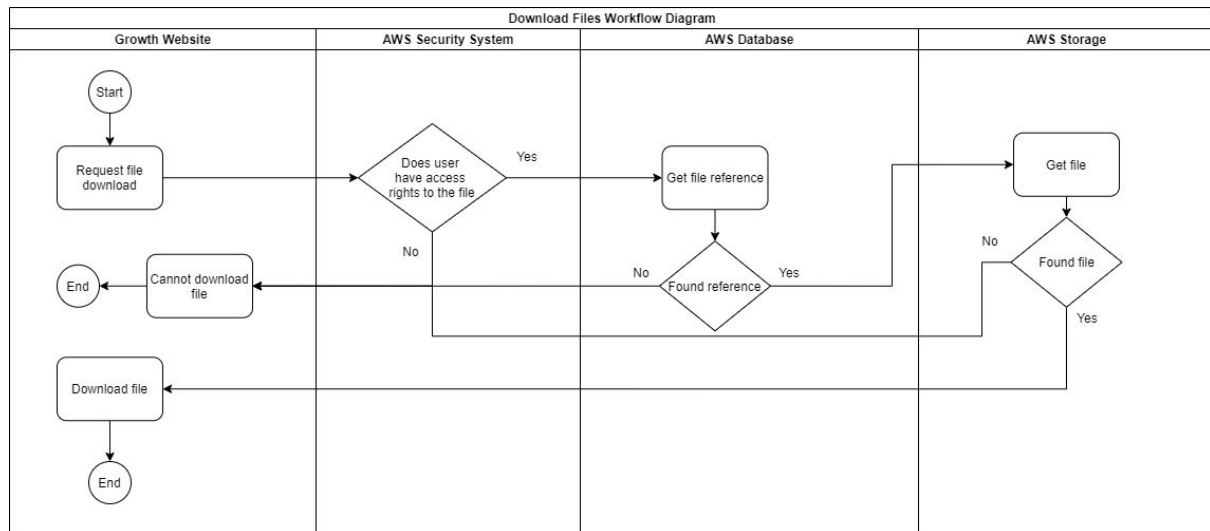 Download Files Workflow Diagram
Growth Website
AWS Security System
AWS Database
AWS Storage
Start
Request file
download
Does user
have access
rights to the file
Yes
No
Get file reference
Found reference
No
Yes
Get file
Found file
No
Yes
Cannot download
file
End
Download file
End